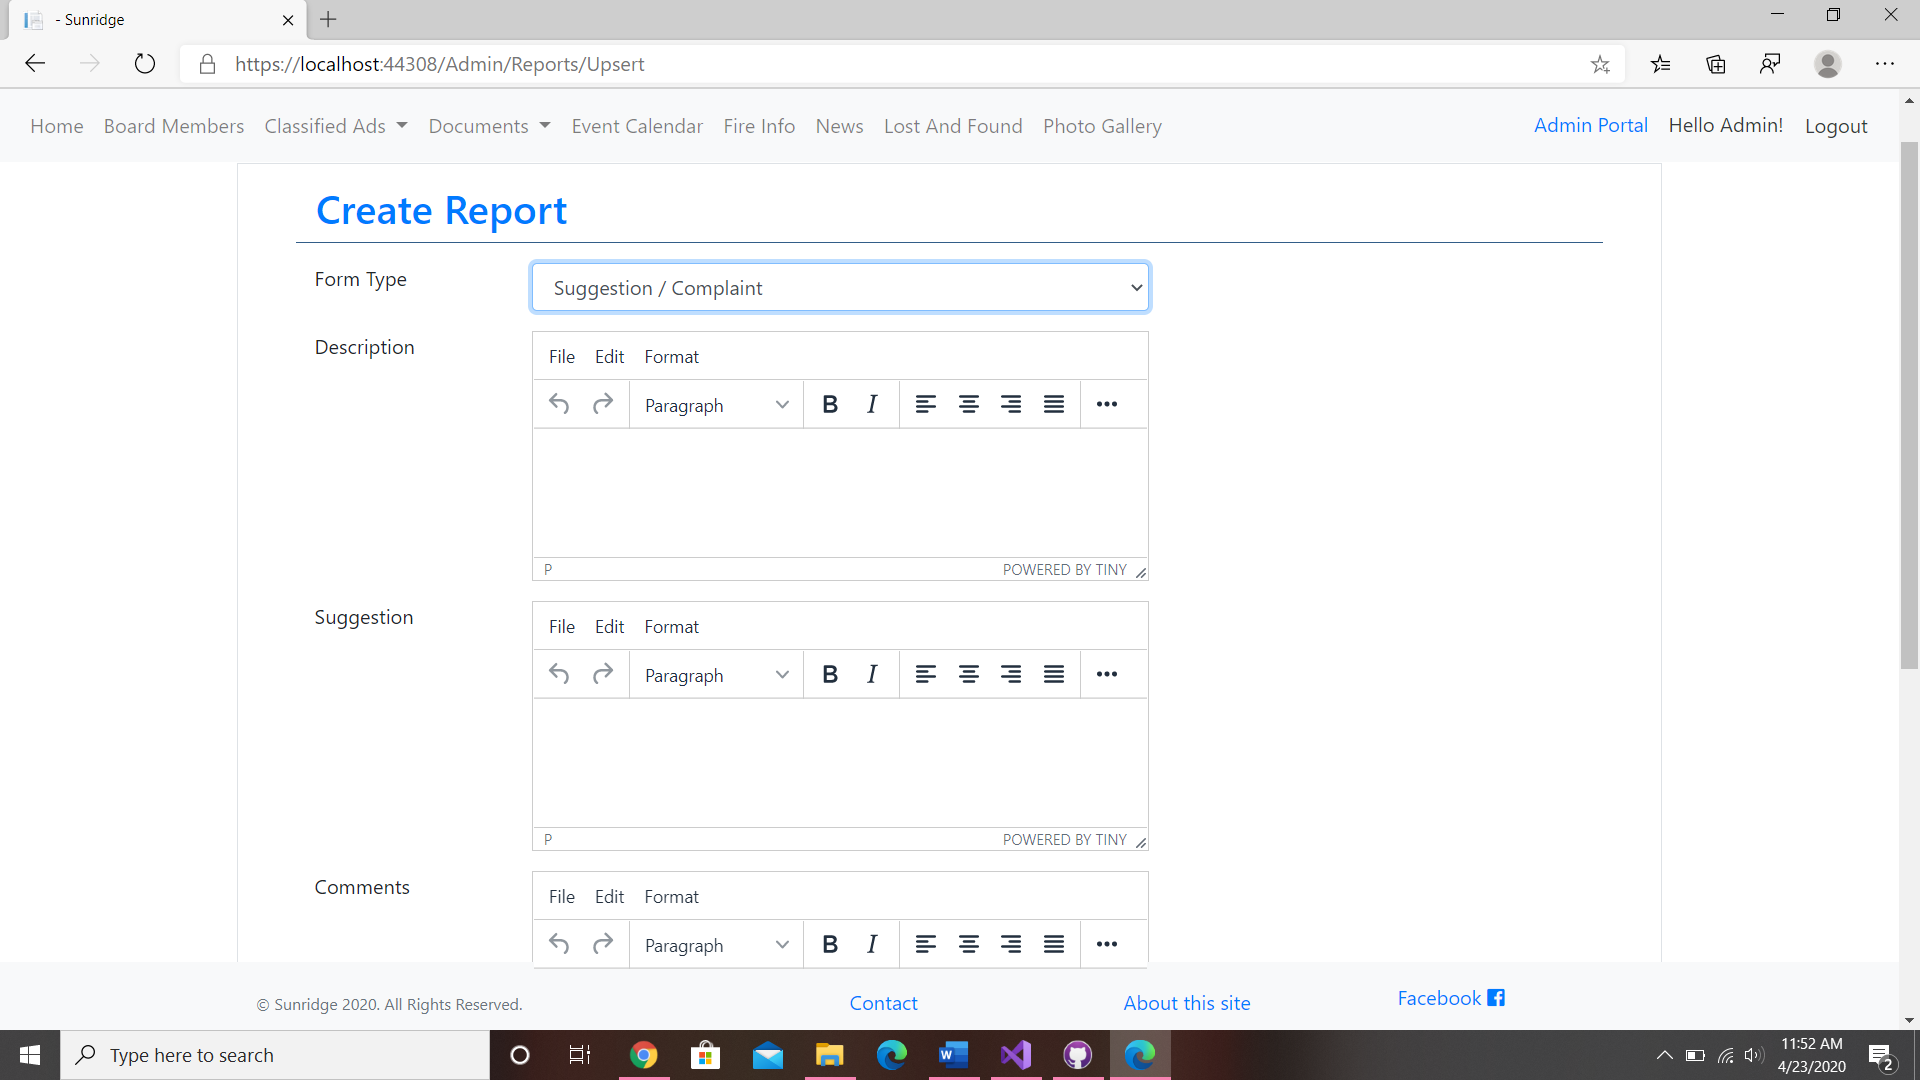 - Sunridge
https://localhost:44308/Admin/Reports/Upsert
Home Board Members Classified Ads Documents Event Calendar Fire Info News Lost And Found Photo Gallery Admin Portal Hello Admin! Logout
Create Report
Form Type
Suggestion / Complaint
Description
File Edit Format
Paragraph B I
P POWERED BY TINY
Suggestion
File Edit Format
Paragraph B I
P POWERED BY TINY
Comments
File Edit Format
Paragraph B I
© Sunridge 2020. All Rights Reserved. Contact About this site Facebook
Type here to search
11:52 AM
4/23/2020
2